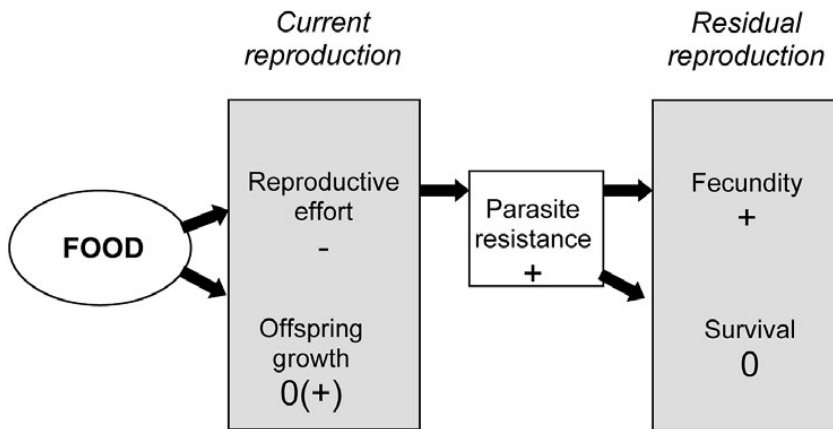 Current
reproduction
Residual
reproduction
FOOD
Reproductive
effort
-
Offspring
growth
0(+)
Parasite
resistance
+
Fecundity
+
Survival
0